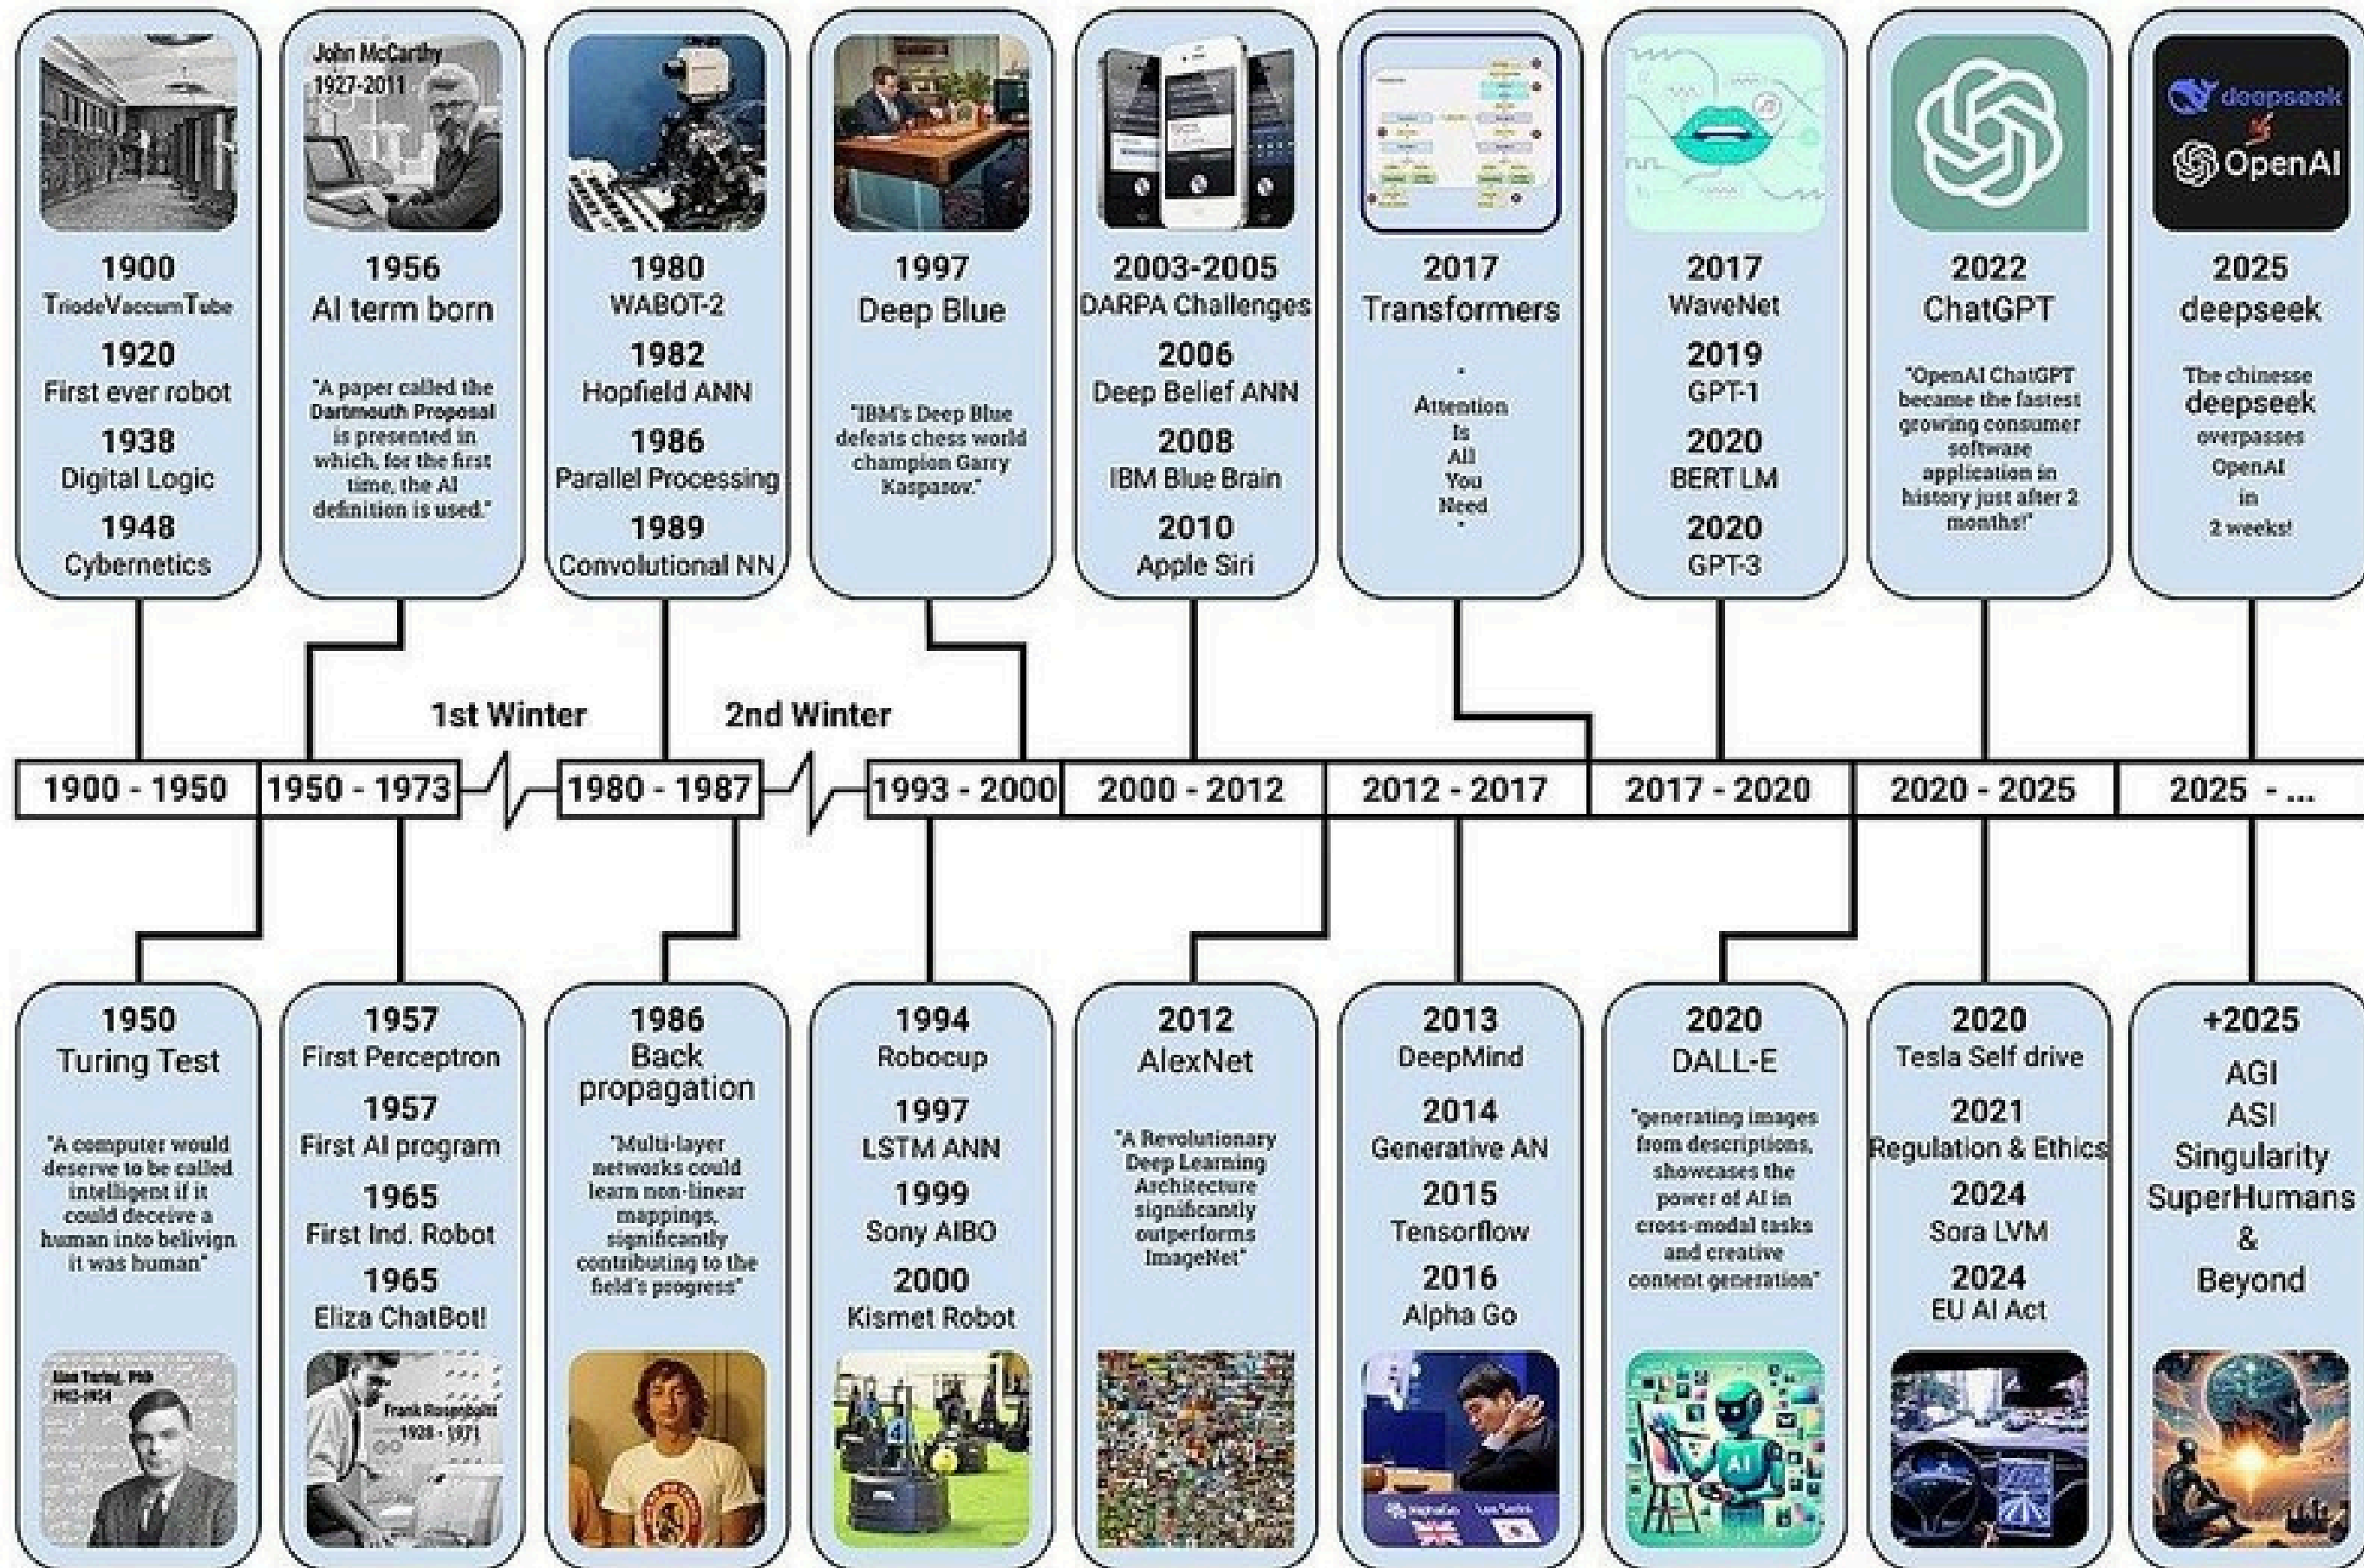 John McCarthy
1927-2011
1900
TriodeVaccumTube
1920
First ever robot
1938
Digital Logic
1948
Cybernetics
1956
AI term born
"A paper called the
Dartmouth Proposal
is presented in
which, for the first
time, the AI
definition is used."
1980
WABOT-2
1982
Hopfield ANN
1986
Parallel Processing
1989
Convolutional NN
1997
Deep Blue
"IBM's Deep Blue
defeats chess world
champion Garry
Kasparov."
2003-2005
DARPA Challenges
2006
Deep Belief ANN
2008
IBM Blue Brain
2010
Apple Siri
2017
Transformers
"
Attention
Is
All
You
Need
"
2017
WaveNet
2019
GPT-1
2020
BERT LM
2020
GPT-3
2022
ChatGPT
"OpenAI ChatGPT
became the fastest
growing consumer
software
application in
history just after 2
months!"
deepseek
VS
OpenAI
2025
deepseek
The chinesse
deepseek
overpasses
OpenAI
in
2 weeks!
1st Winter
2nd Winter
1900 - 1950
1950 - 1973
1980 - 1987
1993 - 2000
2000 - 2012
2012 - 2017
2017 - 2020
2020 - 2025
2025 - ...
1950
Turing Test
"A computer would
deserve to be called
intelligent if it
could deceive a
human into belivign
it was human"
Alan Turing, PhD
1912-1954
1957
First Perceptron
1957
First AI program
1965
First Ind. Robot
1965
Eliza ChatBot!
Frank Rosenblatt
1928 - 1971
1986
Back
propagation
"Multi-layer
networks could
learn non-linear
mappings,
significantly
contributing to the
field's progress"
1994
Robocup
1997
LSTM ANN
1999
Sony AIBO
2000
Kismet Robot
4
2012
AlexNet
"A Revolutionary
Deep Learning
Architecture
significantly
outperforms
ImageNet"
2013
DeepMind
2014
Generative AN
2015
Tensorflow
2016
Alpha Go
2020
DALL-E
"generating images
from descriptions,
showcases the
power of AI in
cross-modal tasks
and creative
content generation"
AI
2020
Tesla Self drive
2021
Regulation & Ethics
2024
Sora LVM
2024
EU AI Act
+2025
AGI
ASI
Singularity
SuperHumans
&
Beyond